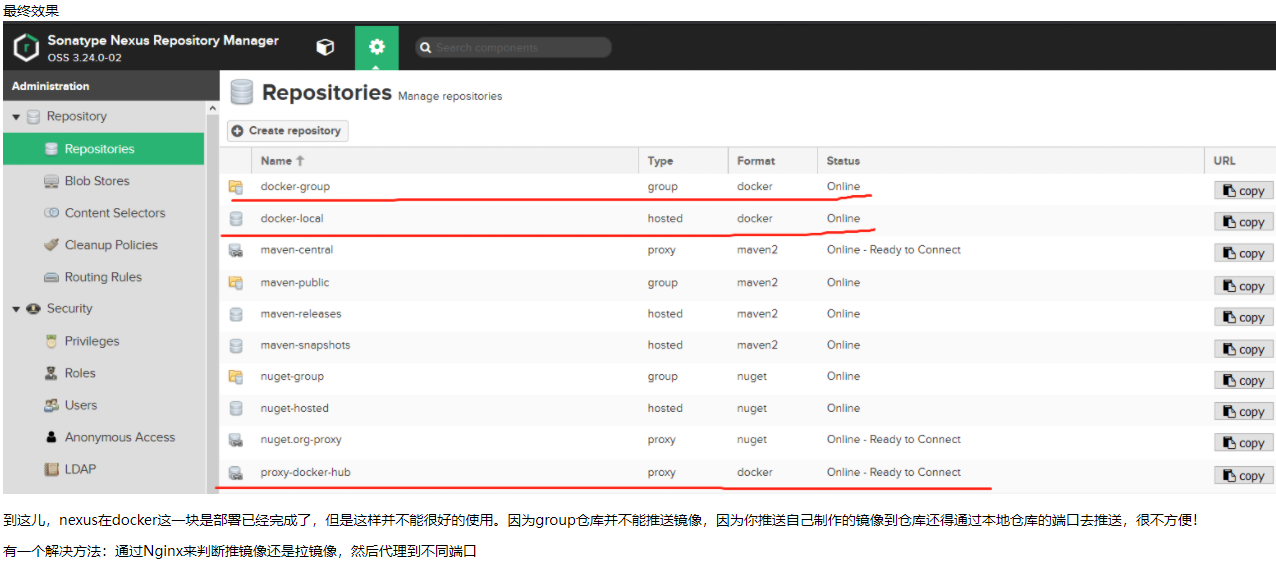 最终效果
Sonatype Nexus Repository Manager
OSS 3.24.0-02
Search components
Administration
Repository
Repositories
Blob Stores
Content Selectors
Cleanup Policies
Routing Rules
Security
Privileges
Roles
Users
Anonymous Access
LDAP
Repositories Manage repositories
Create repository
Name Type Format Status URL
docker-group group docker Online copy
docker-local hosted docker Online copy
maven-central proxy maven2 Online - Ready to Connect copy
maven-public group maven2 Online copy
maven-releases hosted maven2 Online copy
maven-snapshots hosted maven2 Online copy
nuget-group group nuget Online copy
nuget-hosted hosted nuget Online copy
nuget.org-proxy proxy nuget Online - Ready to Connect copy
proxy-docker-hub proxy docker Online - Ready to Connect copy
到这儿，nexus在docker这一块是部署已经完成了，但是这样并不能很好的使用。因为group仓库并不能推送镜像，因为你推送自己制作的镜像到仓库还得通过本地仓库的端口去推送，很不方便！
有一个解决方法：通过Nginx来判断推镜像还是拉镜像，然后代理到不同端口